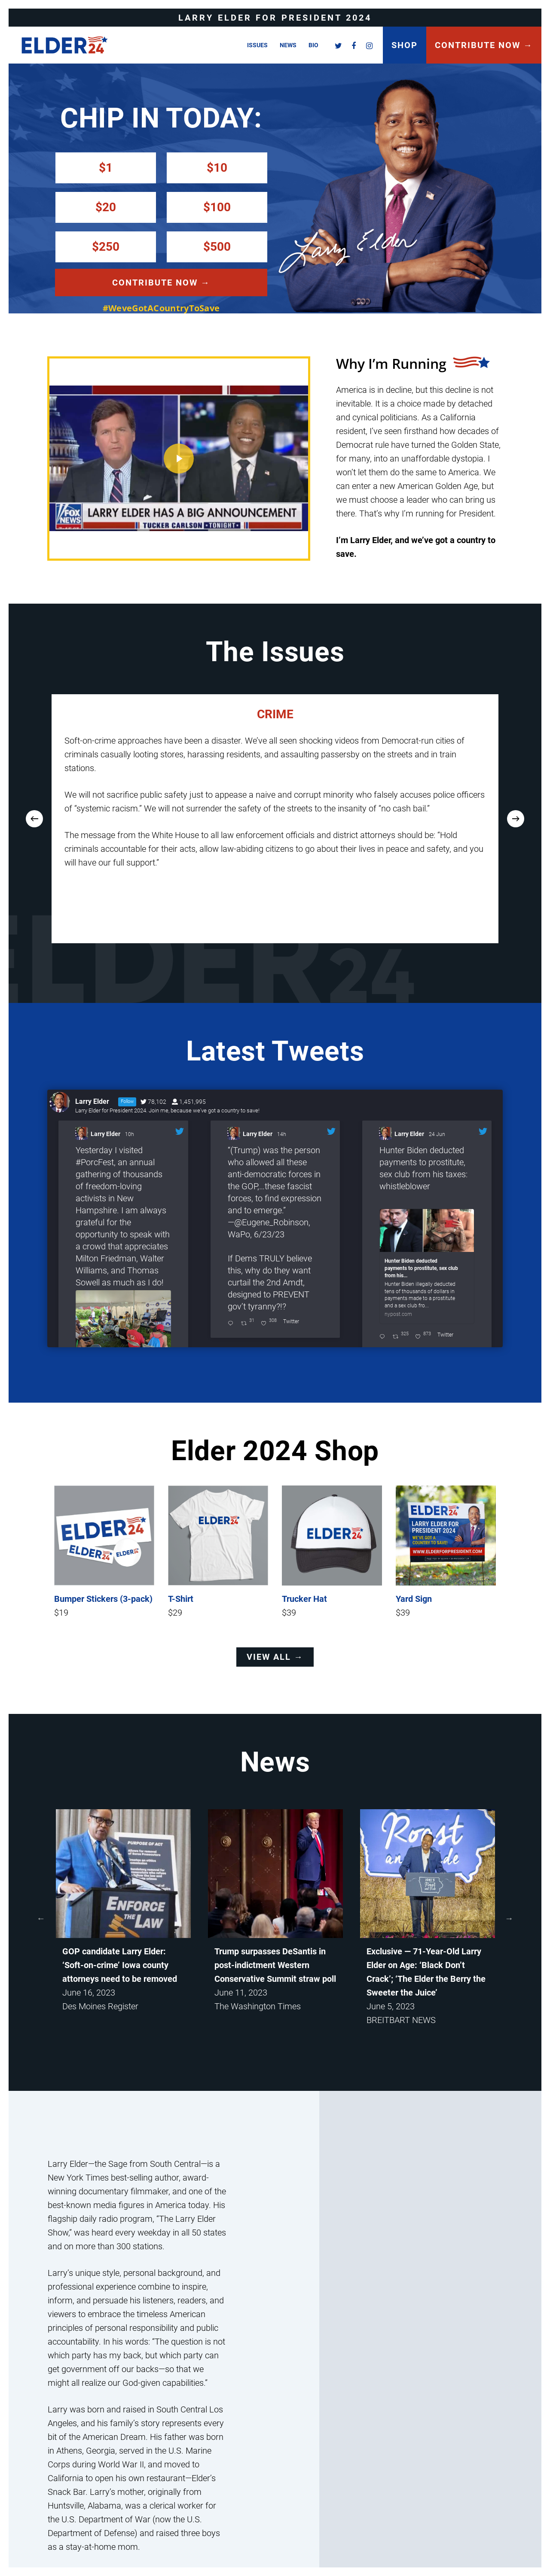 LARRY ELDER FOR PRESIDENT 2024
ELDER24
ISSUES NEWS BIO
SHOP
CONTRIBUTE NOW →
CHIP IN TODAY:
$1 $10
$20 $100
$250 $500
CONTRIBUTE NOW →
#WeveGotACountryToSave
Larry Elder
FOX NEWS
LARRY ELDER HAS A BIG ANNOUNCEMENT
TUCKER CARLSON TONIGHT
Why I'm Running
America is in decline, but this decline is not
inevitable. It is a choice made by detached
and cynical politicians. As a California
resident, I've seen firsthand how decades of
Democrat rule have turned the Golden State,
for many, into an unaffordable dystopia. I
won't let them do the same to America. We
can enter a new American Golden Age, but
we must choose a leader who can bring us
there. That's why I'm running for President.
I'm Larry Elder, and we've got a country to
save.
The Issues
CRIME
Soft-on-crime approaches have been a disaster. We've all seen shocking videos from Democrat-run cities of
criminals casually looting stores, harassing residents, and assaulting passersby on the streets and in train
stations.
We will not sacrifice public safety just to appease a naive and corrupt minority who falsely accuses police officers
of “systemic racism.” We will not surrender the safety of the streets to the insanity of “no cash bail.”
The message from the White House to all law enforcement officials and district attorneys should be: “Hold
criminals accountable for their acts, allow law-abiding citizens to go about their lives in peace and safety, and you
will have our full support.”
ELDER24
Latest Tweets
Larry Elder Follow 78,102 1,451,995
Larry Elder for President 2024. Join me, because we've got a country to save!
Larry Elder 10h
Yesterday I visited
#PorcFest, an annual
gathering of thousands
of freedom-loving
activists in New
Hampshire. I am always
grateful for the
opportunity to speak with
a crowd that appreciates
Milton Friedman, Walter
Williams, and Thomas
Sowell as much as I do!
Larry Elder 14h
“(Trump) was the person
who allowed all these
anti-democratic forces in
the GOP,...these fascist
forces, to find expression
and to emerge.”
—@Eugene_Robinson,
WaPo, 6/23/23
If Dems TRULY believe
this, why do they want
curtail the 2nd Amdt,
designed to PREVENT
gov't tyranny?!?
Twitter
Larry Elder 24 Jun
Hunter Biden deducted
payments to prostitute,
sex club from his taxes:
whistleblower
Hunter Biden deducted
payments to prostitute, sex club
from his...
Hunter Biden illegally deducted
tens of thousands of dollars in
payments made to a prostitute
and a sex club fro...
nypost.com
Twitter
Elder 2024 Shop
ELDER24
ELDER24
ELDER24
ELDER24
ELDER24
ELDER24
LARRY ELDER FOR
PRESIDENT 2024
WE'VE GOT A
COUNTRY TO SAVE!
WWW.ELDERFORPRESIDENT.COM
Bumper Stickers (3-pack) T-Shirt Trucker Hat Yard Sign
$19 $29 $39 $39
VIEW ALL →
News
PURPOSE OF ACT
ENFORCE
THE LAW
Roast
and
← →
GOP candidate Larry Elder:
‘Soft-on-crime’ Iowa county
attorneys need to be removed
June 16, 2023
Des Moines Register
Trump surpasses DeSantis in
post-indictment Western
Conservative Summit straw poll
June 11, 2023
The Washington Times
Exclusive — 71-Year-Old Larry
Elder on Age: ‘Black Don't
Crack’; ‘The Elder the Berry the
Sweeter the Juice’
June 5, 2023
BREITBART NEWS
Larry Elder—the Sage from South Central—is a
New York Times best-selling author, award-
winning documentary filmmaker, and one of the
best-known media figures in America today. His
flagship daily radio program, “The Larry Elder
Show,” was heard every weekday in all 50 states
and on more than 300 stations.
Larry's unique style, personal background, and
professional experience combine to inspire,
inform, and persuade his listeners, readers, and
viewers to embrace the timeless American
principles of personal responsibility and public
accountability. In his words: “The question is not
which party has my back, but which party can
get government off our backs—so that we
might all realize our God-given capabilities.”
Larry was born and raised in South Central Los
Angeles, and his family's story represents every
bit of the American Dream. His father was born
in Athens, Georgia, served in the U.S. Marine
Corps during World War II, and moved to
California to open his own restaurant—Elder's
Snack Bar. Larry's mother, originally from
Huntsville, Alabama, was a clerical worker for
the U.S. Department of War (now the U.S.
Department of Defense) and raised three boys
as a stay-at-home mom.